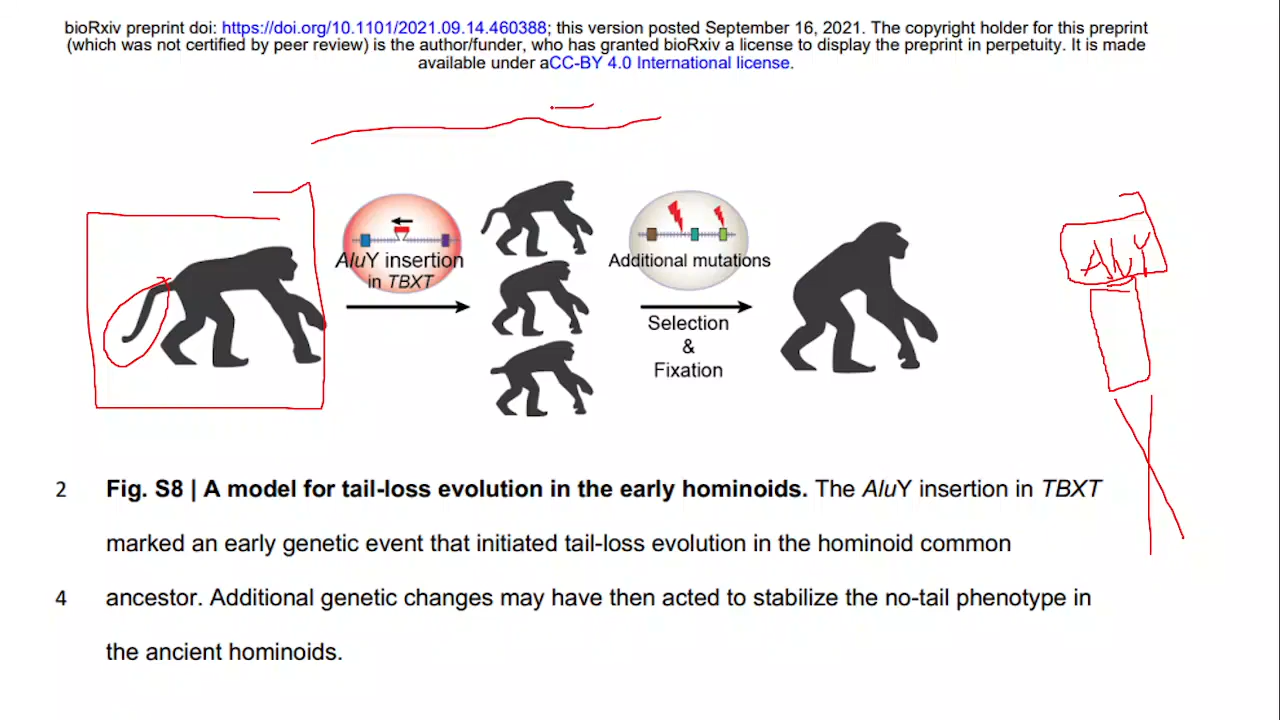 bioRxiv preprint doi: https://doi.org/10.1101/2021.09.14.460388; this version posted September 16, 2021. The copyright holder for this preprint
(which was not certified by peer review) is the author/funder, who has granted bioRxiv a license to display the preprint in perpetuity. It is made
available under aCC-BY 4.0 International license.
AluY insertion
in TBXT
Additional mutations
Selection
&
Fixation
AluY
2 Fig. S8 | A model for tail-loss evolution in the early hominoids. The AluY insertion in TBXT
marked an early genetic event that initiated tail-loss evolution in the hominoid common
4 ancestor. Additional genetic changes may have then acted to stabilize the no-tail phenotype in
the ancient hominoids.